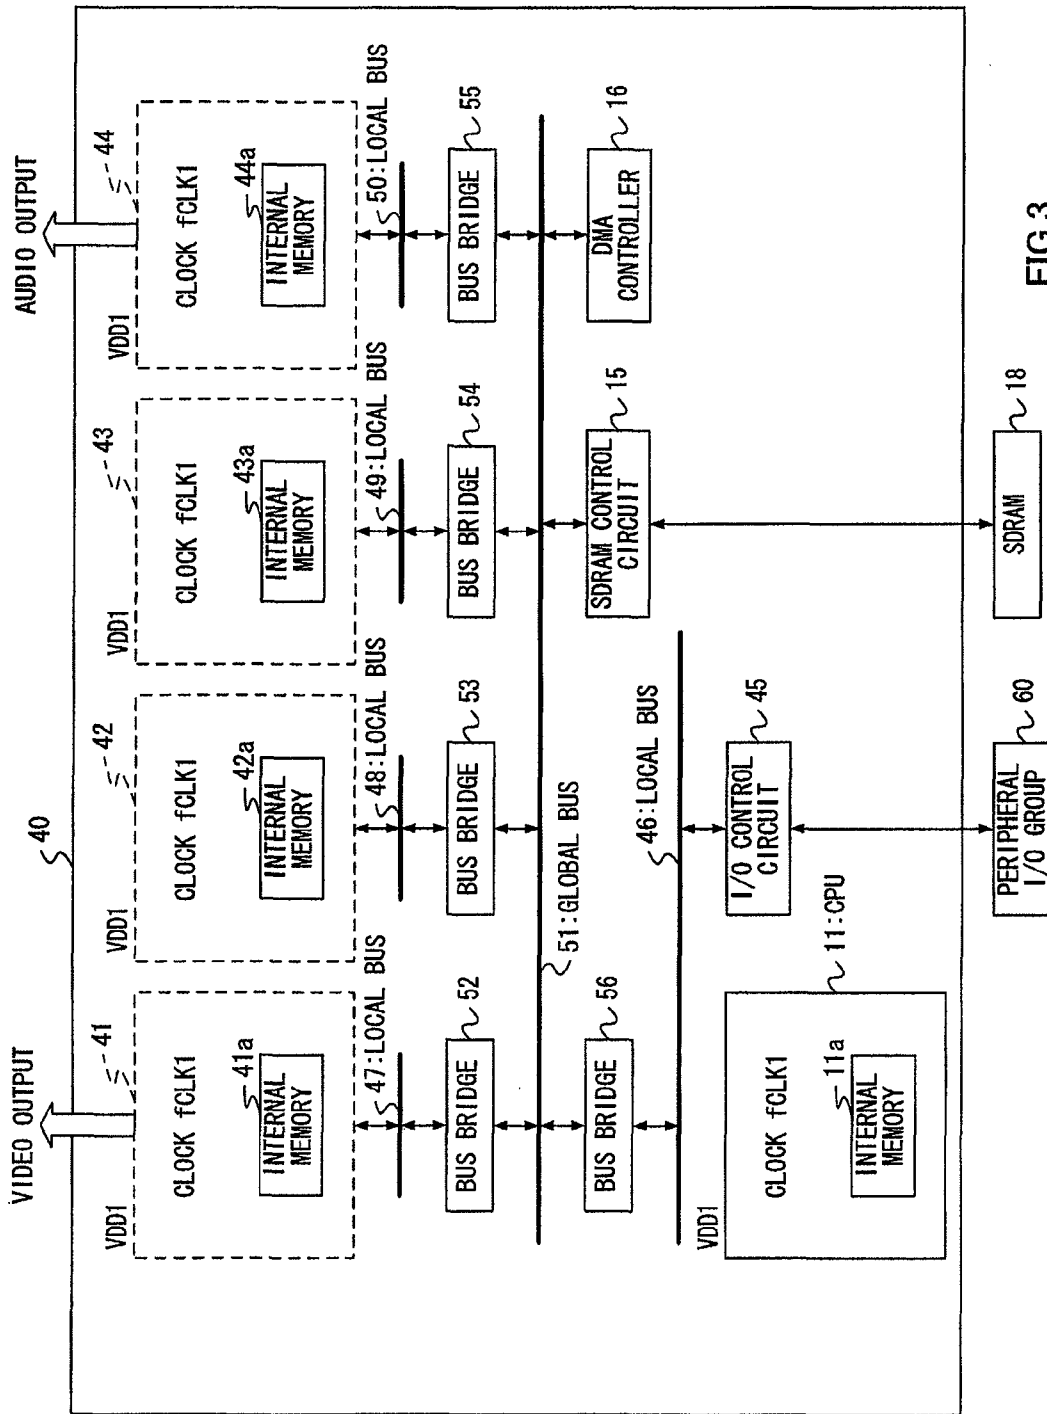 VIDEO OUTPUT
AUDIO OUTPUT
40
41
VDD1
CLOCK fCLK1
41a
INTERNAL
MEMORY
42
VDD1
CLOCK fCLK1
42a
INTERNAL
MEMORY
43
VDD1
CLOCK fCLK1
43a
INTERNAL
MEMORY
44
VDD1
CLOCK fCLK1
44a
INTERNAL
MEMORY
47:LOCAL BUS
48:LOCAL BUS
49:LOCAL BUS
50:LOCAL BUS
BUS BRIDGE
52
BUS BRIDGE
53
BUS BRIDGE
54
BUS BRIDGE
55
51:GLOBAL BUS
BUS BRIDGE
56
SDRAM CONTROL
CIRCUIT
15
DMA
CONTROLLER
16
46:LOCAL BUS
VDD1
11:CPU
CLOCK fCLK1
11a
INTERNAL
MEMORY
I/O CONTROL
CIRCUIT
45
PERIPHERAL
I/O GROUP
60
SDRAM
18
FIG.3